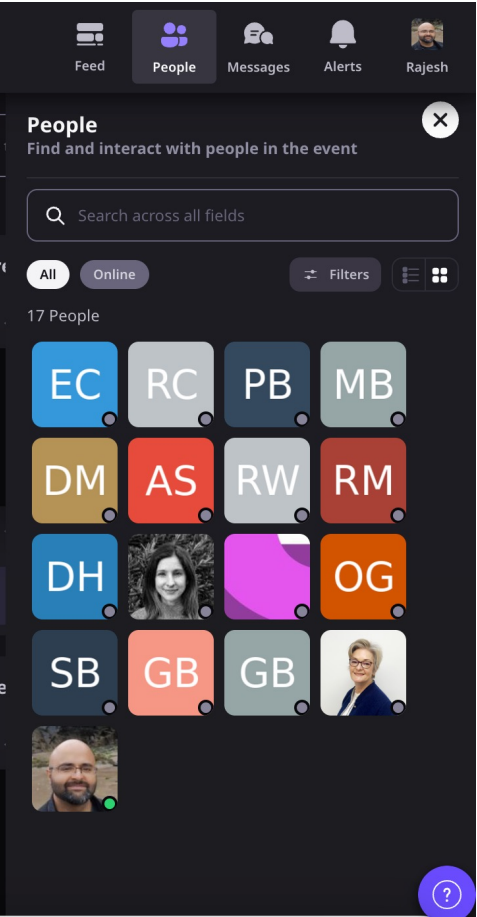 Feed
People
Messages
Alerts
Rajesh
People
Find and interact with people in the event
Search across all fields
All
Online
Filters
17 People
EC
RC
PB
MB
DM
AS
RW
RM
DH
OG
SB
GB
GB
?